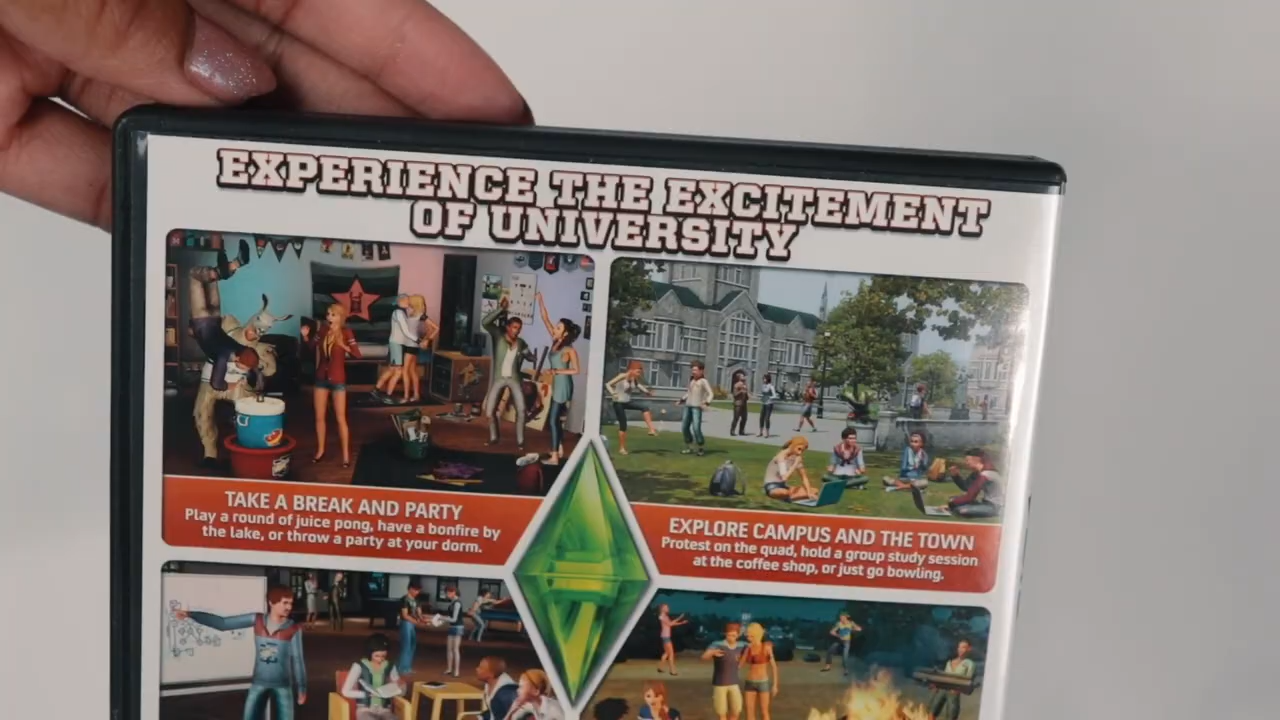 EXPERIENCE THE EXCITEMENT
OF UNIVERSITY
TAKE A BREAK AND PARTY
Play a round of juice pong, have a bonfire by
the lake, or throw a party at your dorm.
EXPLORE CAMPUS AND THE TOWN
Protest on the quad, hold a group study session
at the coffee shop, or just go bowling.